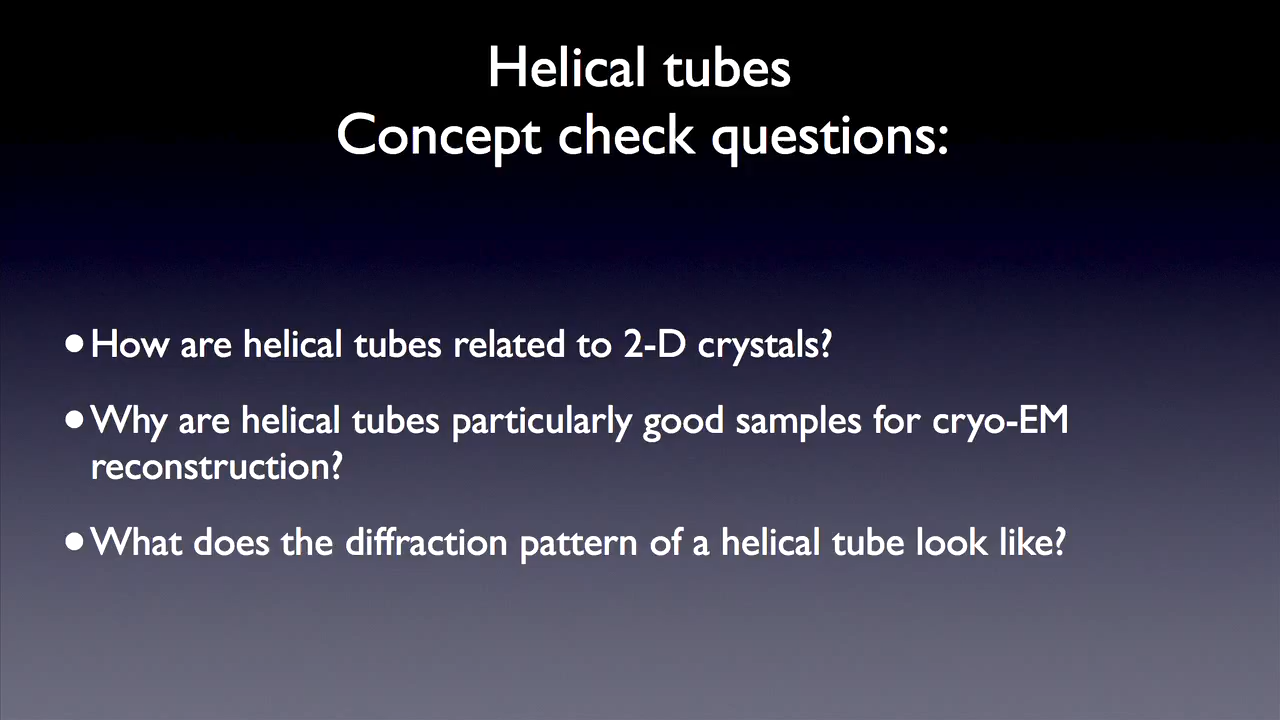 Helical tubes
Concept check questions:
•How are helical tubes related to 2-D crystals?
•Why are helical tubes particularly good samples for cryo-EM
reconstruction?
•What does the diffraction pattern of a helical tube look like?